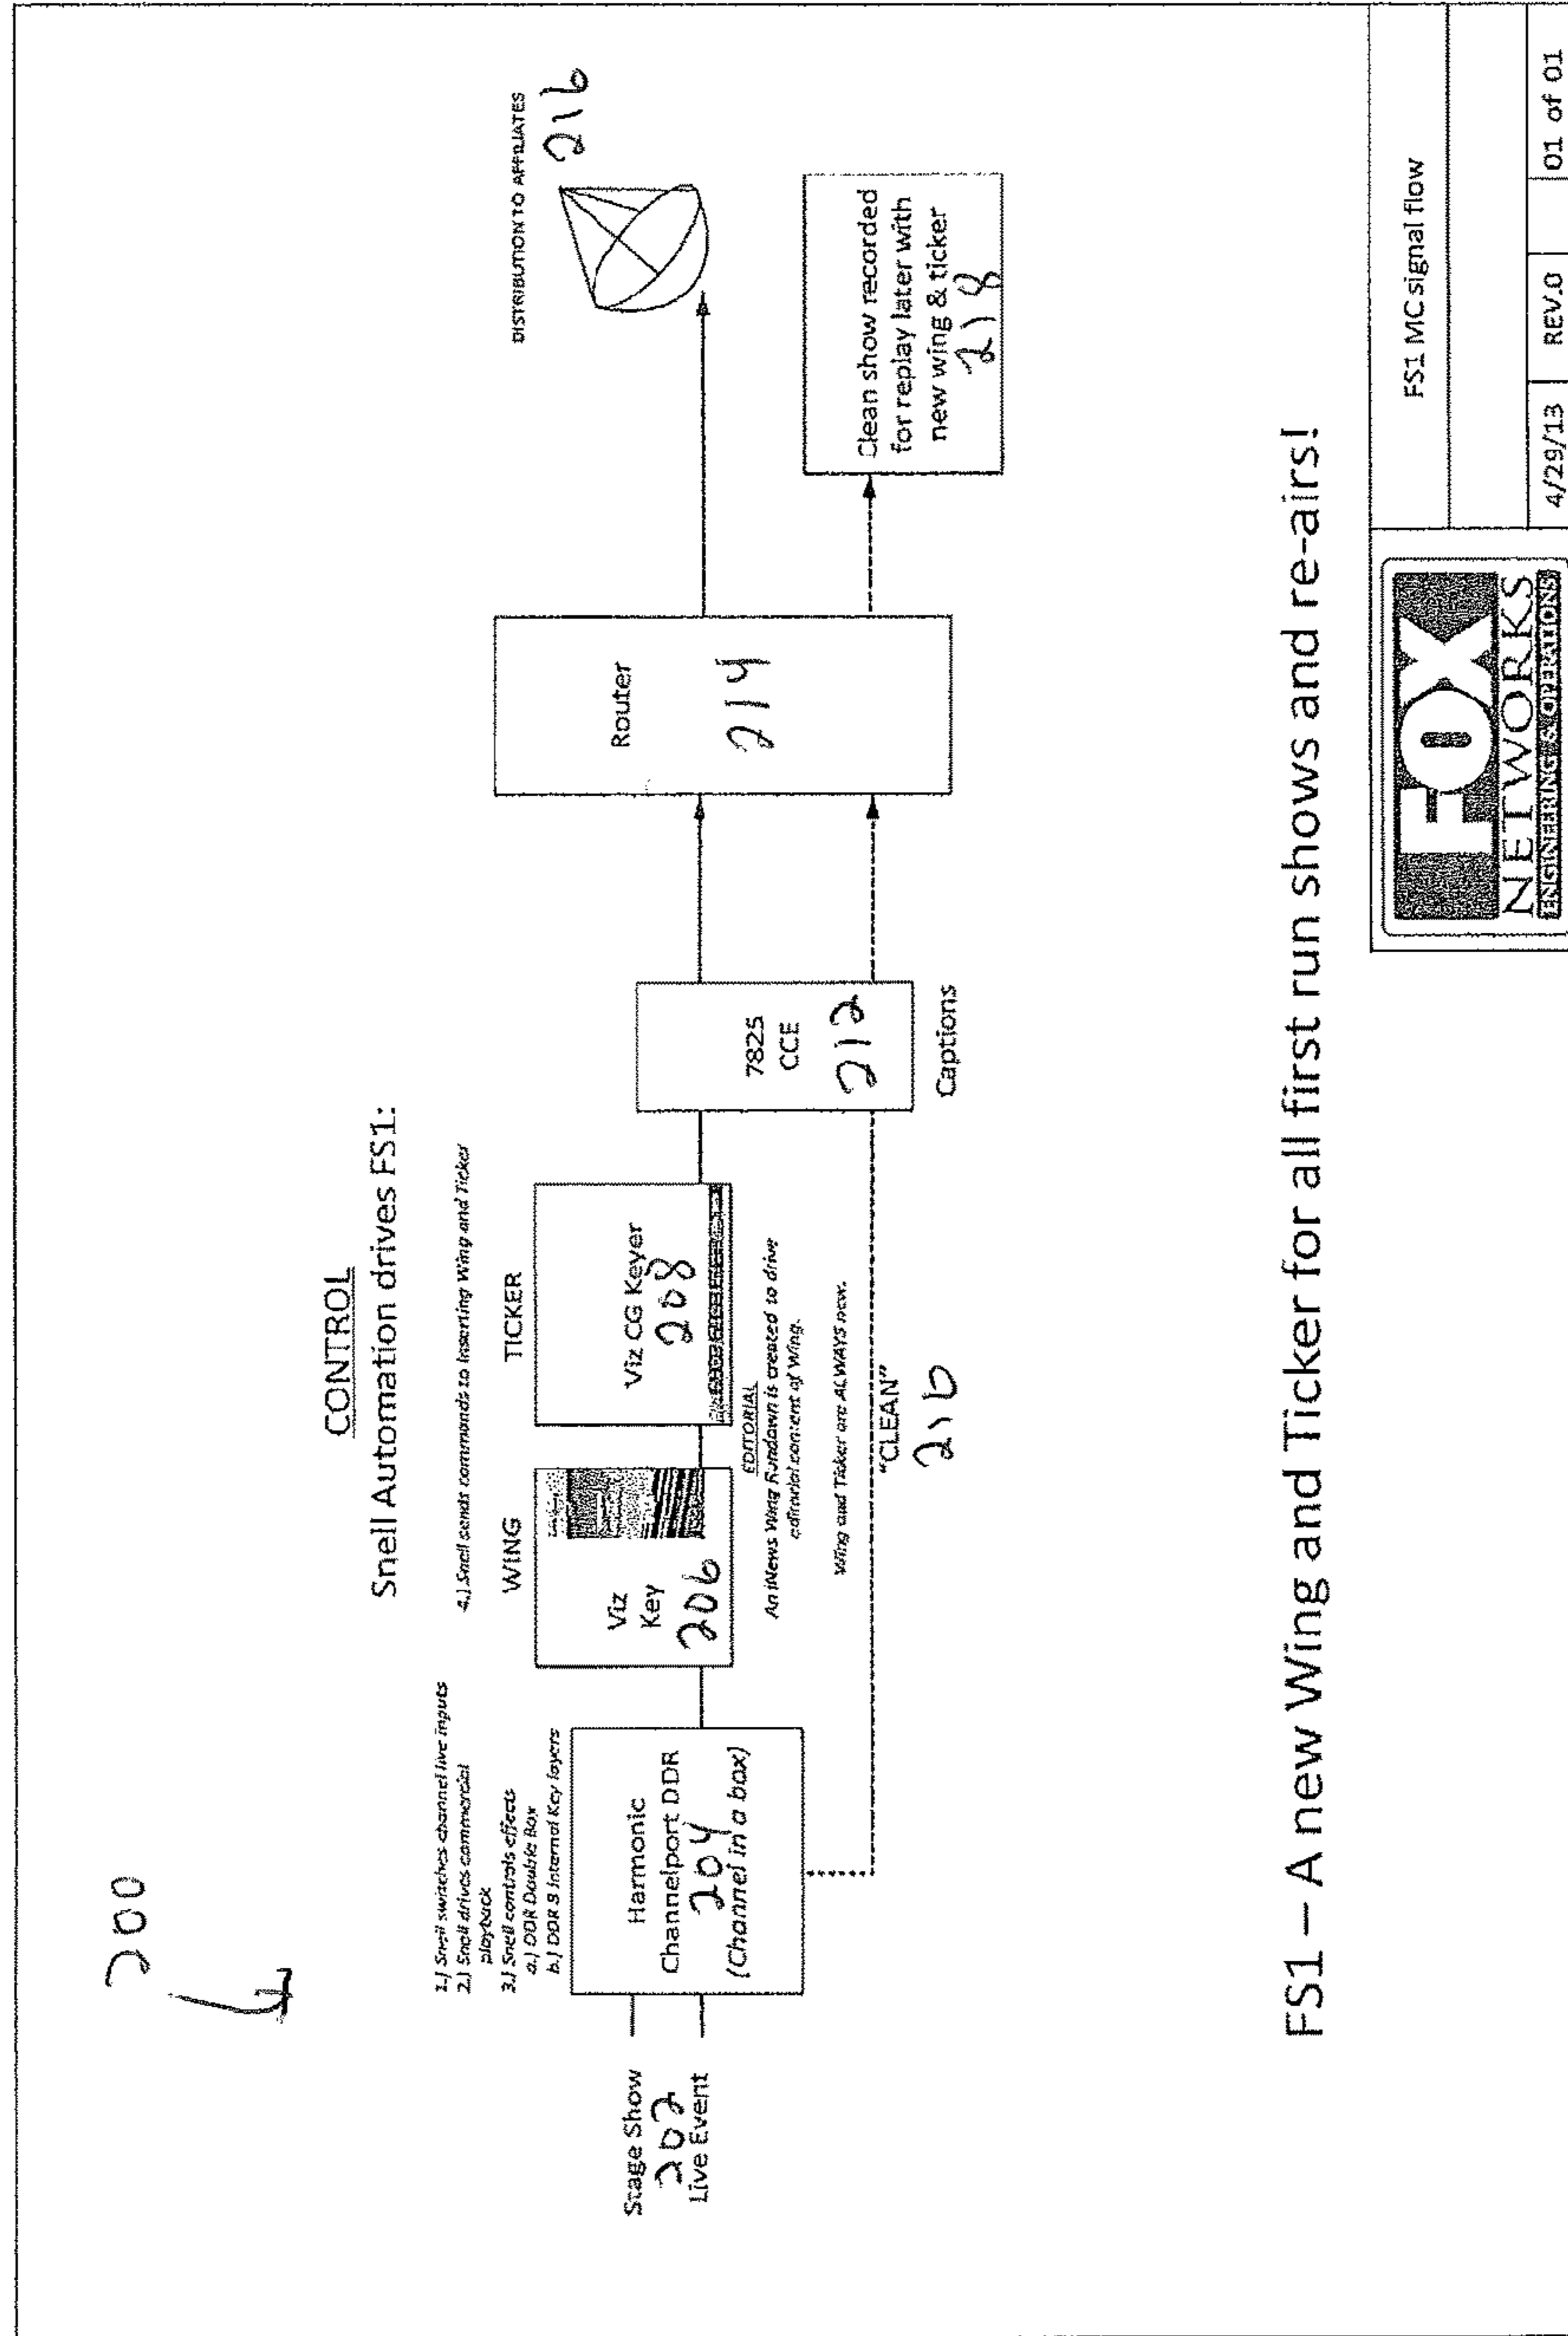 200
CONTROL
Snell Automation drives FS1:
1.) Snell switches channel live inputs
2.) Snell drives commercial
playback
3.) Snell controls effects
a.) DDR Double Box
b.) DDR 3 Internal Key layers
4.) Snell sends commands to Inserting Wing and Ticker
WING
TICKER
DISTRIBUTION TO AFFILIATES
216
Stage Show
202
Live Event
Harmonic
Channelport DDR
204
(Channel in a box)
Viz
Key
206
Viz CG Keyer
208
EDITORIAL
An iNews Wing Rundown is created to drive
editorial content of Wing.
Wing and Ticker are ALWAYS new.
"CLEAN"
210
7825
CCE
212
Captions
Router
214
Clean show recorded
for replay later with
new wing & ticker
218
FS1 – A new Wing and Ticker for all first run shows and re-airs!
FOX
NETWORKS
ENGINEERING & OPERATIONS
FS1 MC signal flow
4/29/13
REV.0
01 of 01